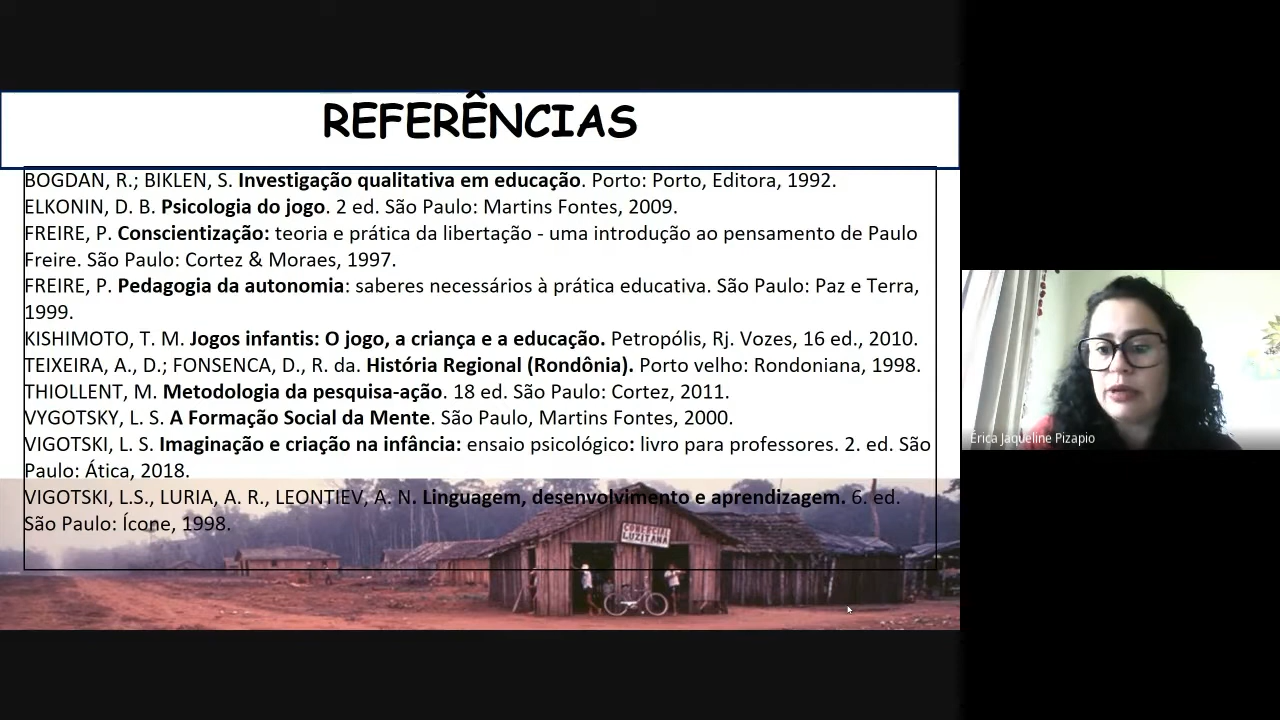 REFERÊNCIAS
BOGDAN, R.; BIKLEN, S. Investigação qualitativa em educação. Porto: Porto, Editora, 1992.
ELKONIN, D. B. Psicologia do jogo. 2 ed. São Paulo: Martins Fontes, 2009.
FREIRE, P. Conscientização: teoria e prática da libertação - uma introdução ao pensamento de Paulo
Freire. São Paulo: Cortez & Moraes, 1997.
FREIRE, P. Pedagogia da autonomia: saberes necessários à prática educativa. São Paulo: Paz e Terra,
1999.
KISHIMOTO, T. M. Jogos infantis: O jogo, a criança e a educação. Petropólis, Rj. Vozes, 16 ed., 2010.
TEIXEIRA, A., D.; FONSENCA, D., R. da. História Regional (Rondônia). Porto velho: Rondoniana, 1998.
THIOLLENT, M. Metodologia da pesquisa-ação. 18 ed. São Paulo: Cortez, 2011.
VYGOTSKY, L. S. A Formação Social da Mente. São Paulo, Martins Fontes, 2000.
VIGOTSKI, L. S. Imaginação e criação na infância: ensaio psicológico: livro para professores. 2. ed. São
Paulo: Ática, 2018.
VIGOTSKI, L.S., LURIA, A. R., LEONTIEV, A. N. Linguagem, desenvolvimento e aprendizagem. 6. ed.
São Paulo: Ícone, 1998.
COMERCIAL
LUZITANA
Érica Jaqueline Pizapio